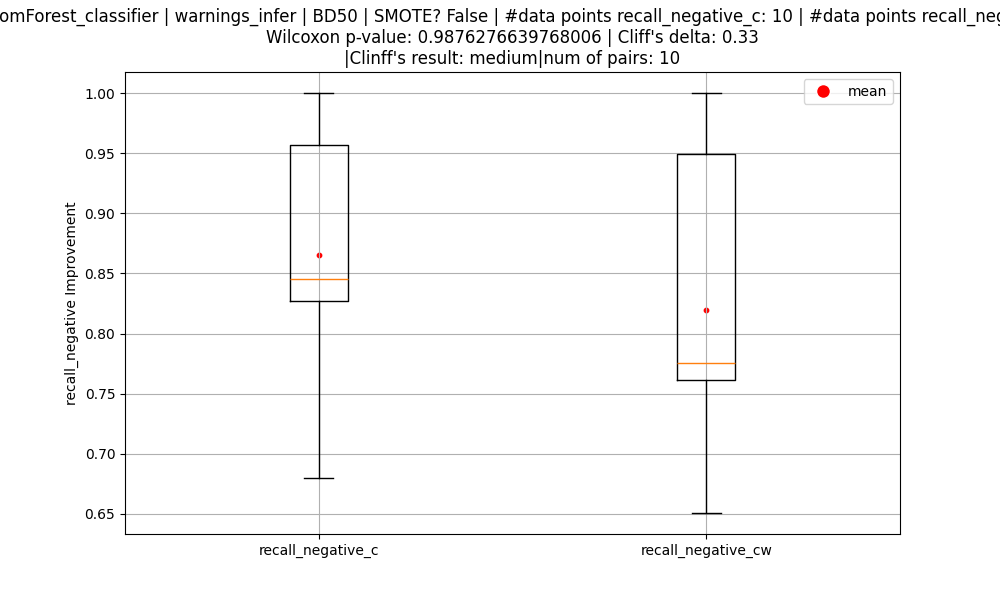 omForest_classifier | warnings_infer | BD50 | SMOTE? False | #data points recall_negative_c: 10 | #data points recall_neg
Wilcoxon p-value: 0.9876276639768006 | Cliff's delta: 0.33
|Clinff's result: medium|num of pairs: 10
mean
1.00
0.95
0.90
0.85
0.80
0.75
0.70
0.65
recall_negative Improvement
recall_negative_c
recall_negative_cw